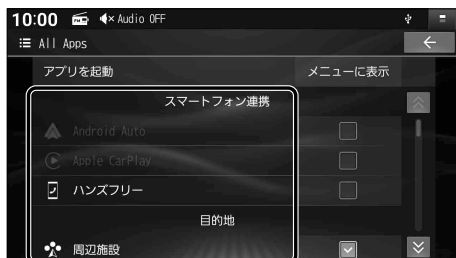 10:00 Audio OFF
All Apps
アプリを起動 メニューに表示
スマートフォン連携
Android Auto
Apple CarPlay
ハンズフリー
目的地
周辺施設